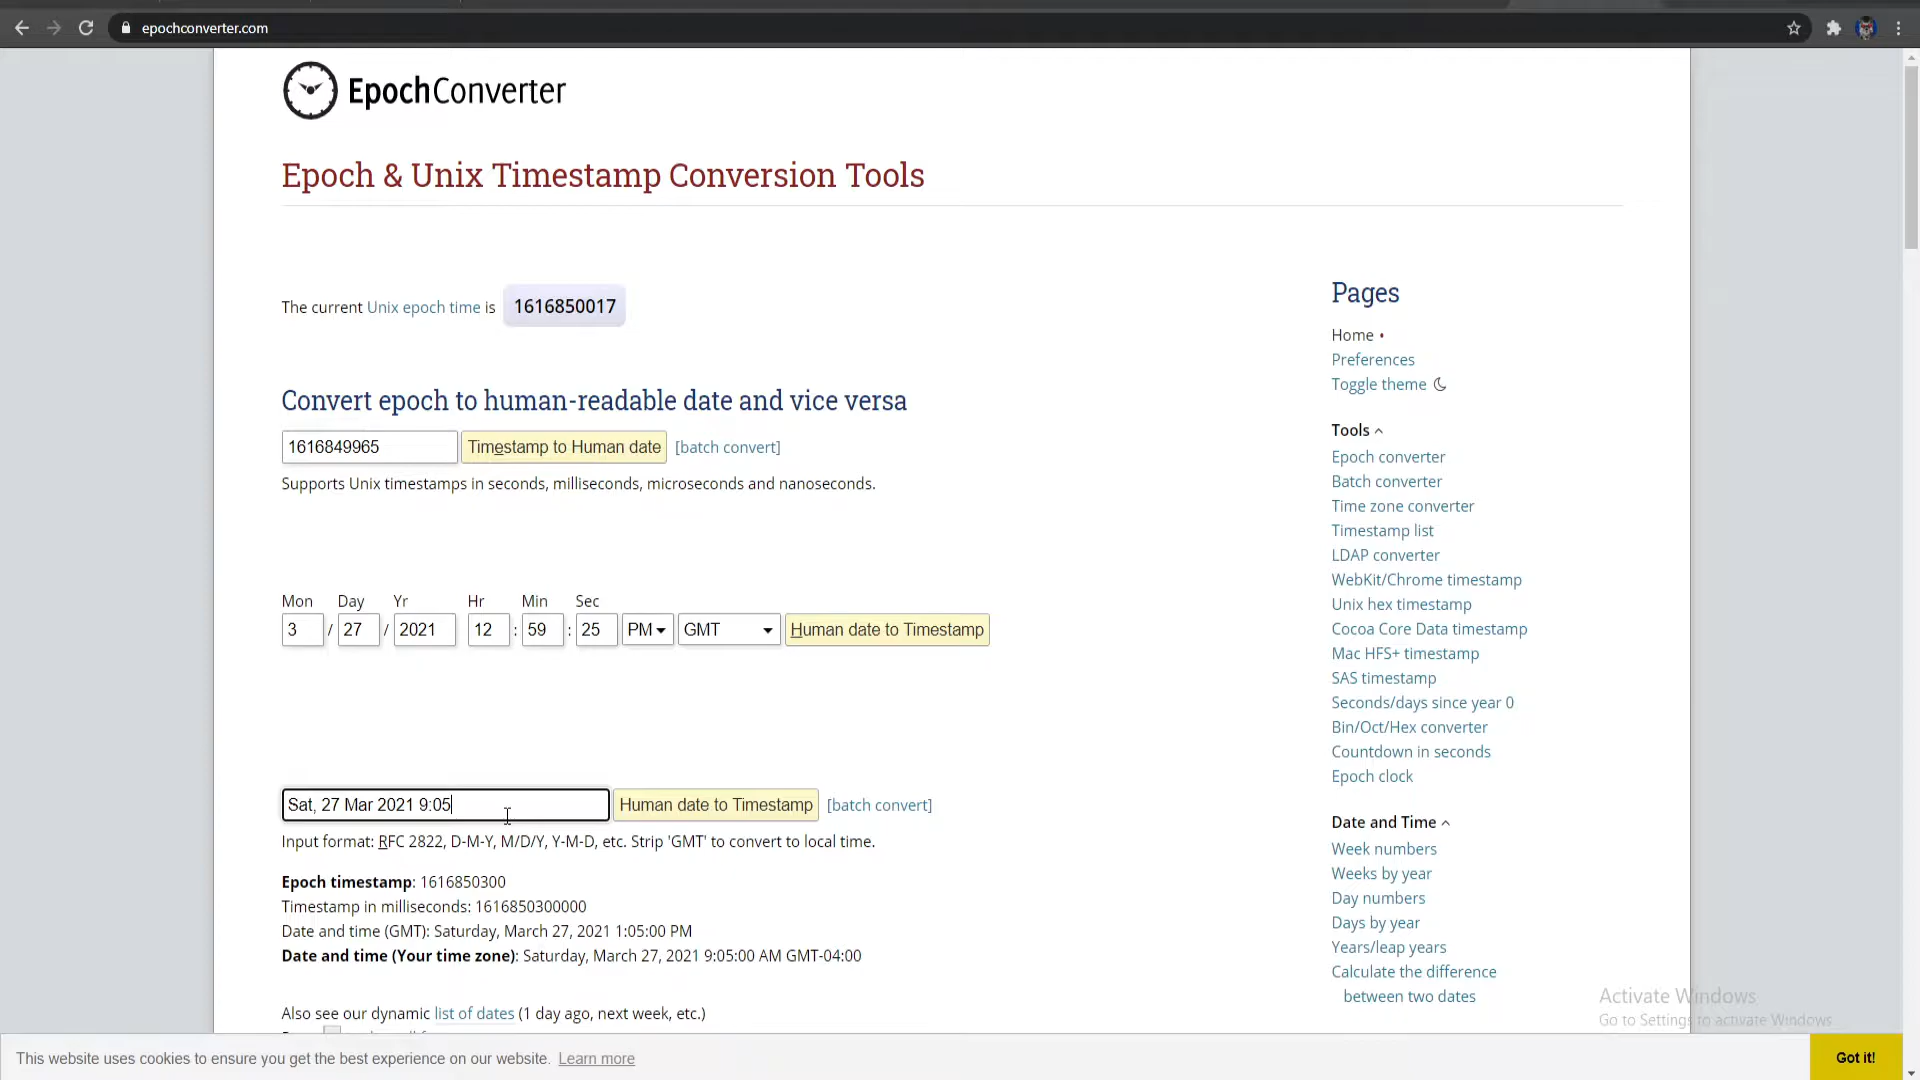 epochconverter.com
EpochConverter
Epoch & Unix Timestamp Conversion Tools
The current Unix epoch time is 1616850017
Convert epoch to human-readable date and vice versa
1616849965 Timestamp to Human date [batch convert]
Supports Unix timestamps in seconds, milliseconds, microseconds and nanoseconds.
Mon Day Yr Hr Min Sec
3 / 27 / 2021 12 : 59 : 25 PM GMT Human date to Timestamp
Sat, 27 Mar 2021 9:05 Human date to Timestamp [batch convert]
Input format: RFC 2822, D-M-Y, M/D/Y, Y-M-D, etc. Strip 'GMT' to convert to local time.
Epoch timestamp: 1616850300
Timestamp in milliseconds: 1616850300000
Date and time (GMT): Saturday, March 27, 2021 1:05:00 PM
Date and time (Your time zone): Saturday, March 27, 2021 9:05:00 AM GMT-04:00
Also see our dynamic list of dates (1 day ago, next week, etc.)
Pages
Home •
Preferences
Toggle theme
Tools
Epoch converter
Batch converter
Time zone converter
Timestamp list
LDAP converter
WebKit/Chrome timestamp
Unix hex timestamp
Cocoa Core Data timestamp
Mac HFS+ timestamp
SAS timestamp
Seconds/days since year 0
Bin/Oct/Hex converter
Countdown in seconds
Epoch clock
Date and Time
Week numbers
Weeks by year
Day numbers
Days by year
Years/leap years
Calculate the difference
between two dates
Activate Windows
Go to Settings to activate Windows.
This website uses cookies to ensure you get the best experience on our website. Learn more
Got it!